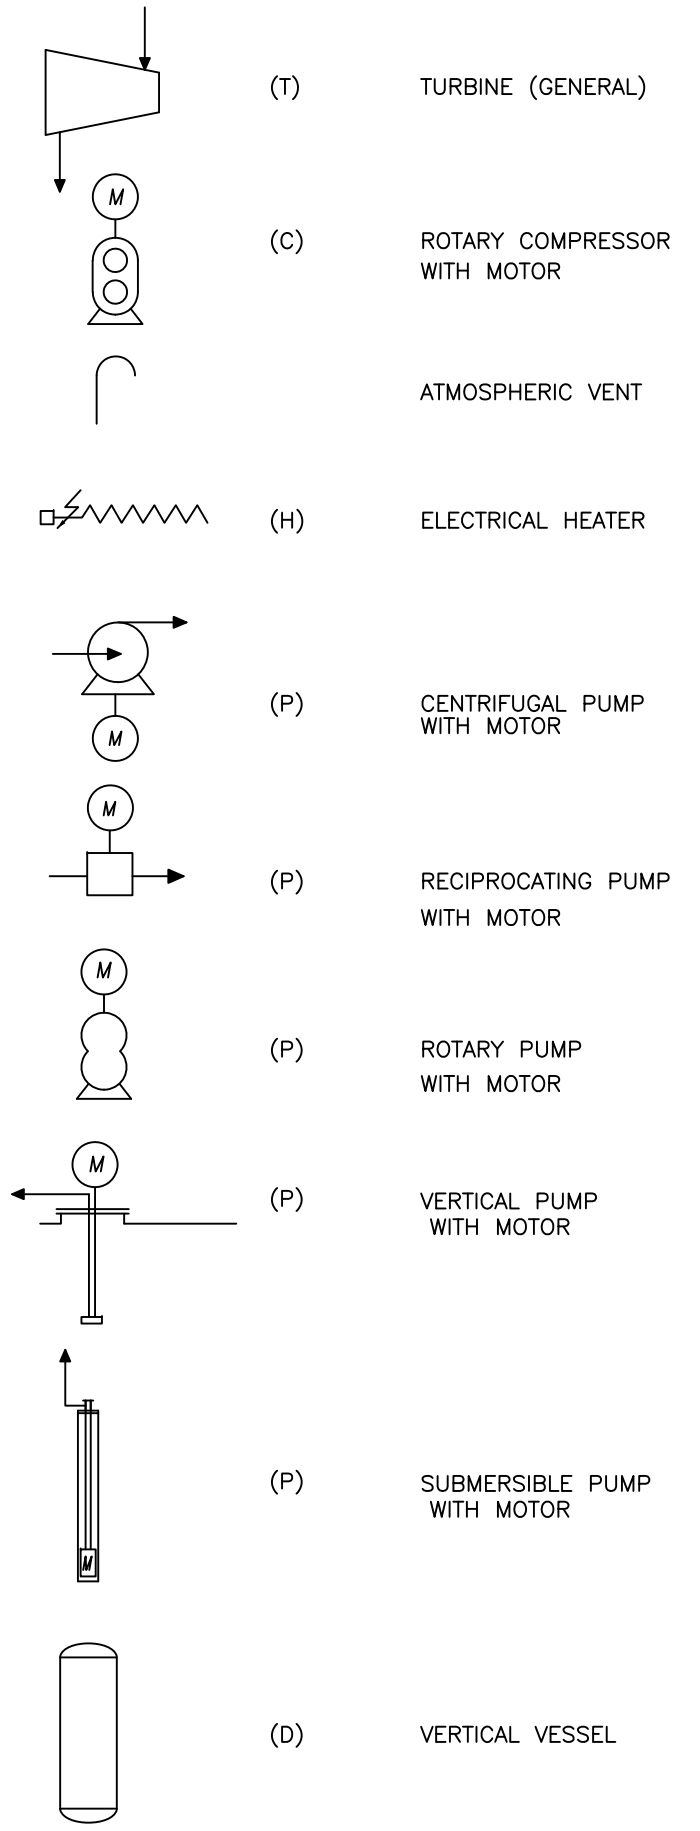 (T) TURBINE (GENERAL)
M
(C) ROTARY COMPRESSOR
WITH MOTOR
ATMOSPHERIC VENT
(H) ELECTRICAL HEATER
(P) CENTRIFUGAL PUMP
WITH MOTOR
M
M
(P) RECIPROCATING PUMP
WITH MOTOR
M
(P) ROTARY PUMP
WITH MOTOR
M
(P) VERTICAL PUMP
WITH MOTOR
(P) SUBMERSIBLE PUMP
WITH MOTOR
M
(D) VERTICAL VESSEL